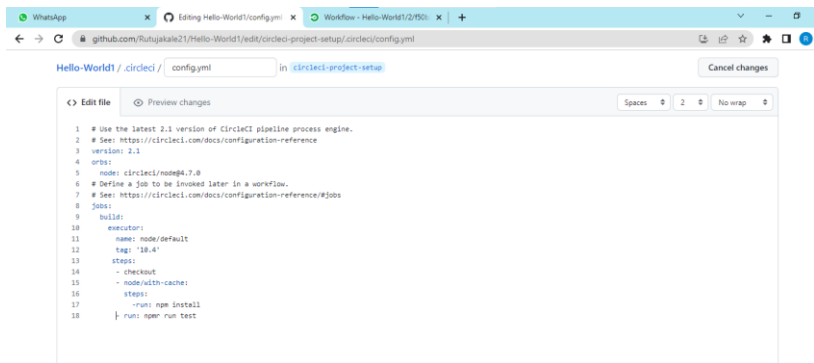 WhatsApp
Editing Hello-World1/config.yml
Workflow - Hello-World1/2/f50b
github.com/Rutujakale21/Hello-World1/edit/circleci-project-setup/.circleci/config.yml
R
Hello-World1 / .circleci / config.yml in circleci-project-setup
Cancel changes
<> Edit file
Preview changes
Spaces
2
No wrap
1 # Use the latest 2.1 version of CircleCI pipeline process engine.
2 # See: https://circleci.com/docs/configuration-reference
3 version: 2.1
4 orbs:
5 node: circleci/node@4.7.0
6 # Define a job to be invoked later in a workflow.
7 # See: https://circleci.com/docs/configuration-reference/#jobs
8 jobs:
9 build:
10 executor:
11 name: node/default
12 tag: '10.4'
13 steps:
14 - checkout
15 - node/with-cache:
16 steps:
17 -run: npm install
18 - run: npmr run test